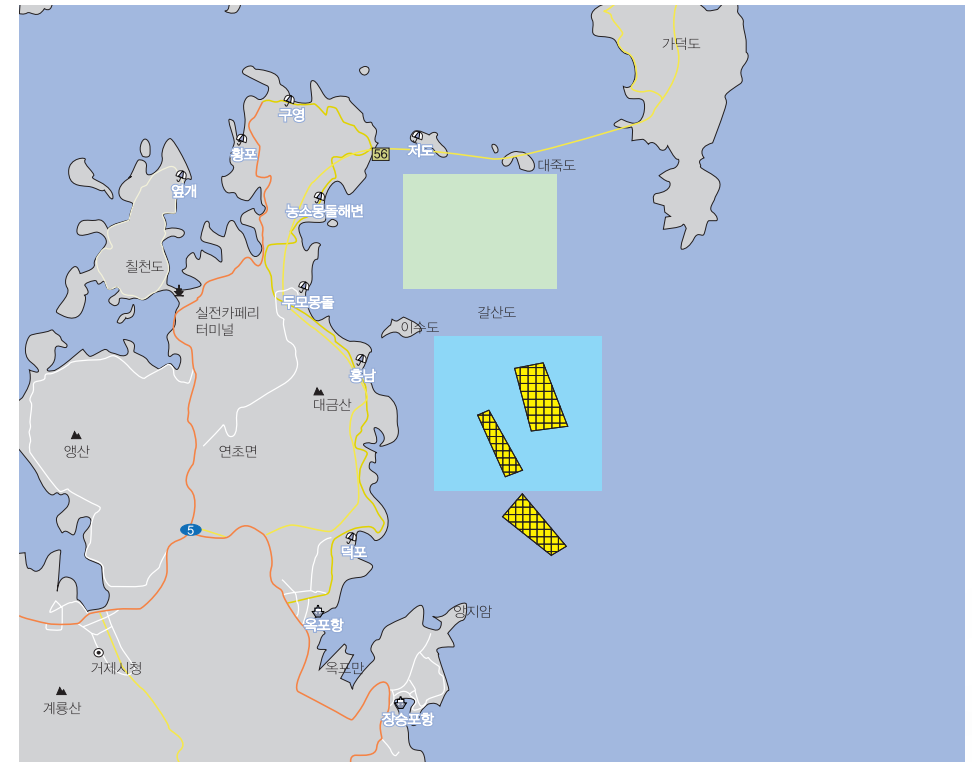 가덕도
구영
56
저도
황포
대죽도
옆개
농소몽돌해변
칠천도
두모몽돌
실전카페리
터미널
갈산도
이수도
흥남
대금산
앵산
연초면
5
덕포
양지암
옥포항
거제시청
옥포만
계룡산
장승포항